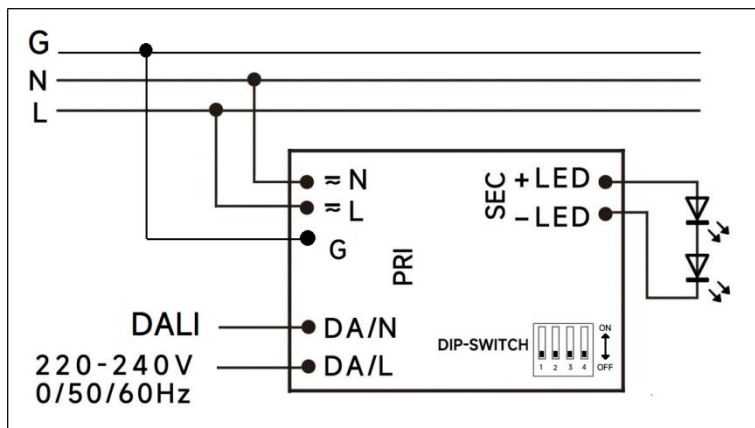 G
N
L
≂ N
≂ L
G
PRI
SEC
+LED
−LED
DALI
DA/N
220-240V
0/50/60Hz
DA/L
DIP-SWITCH
1 2 3 4
ON
OFF